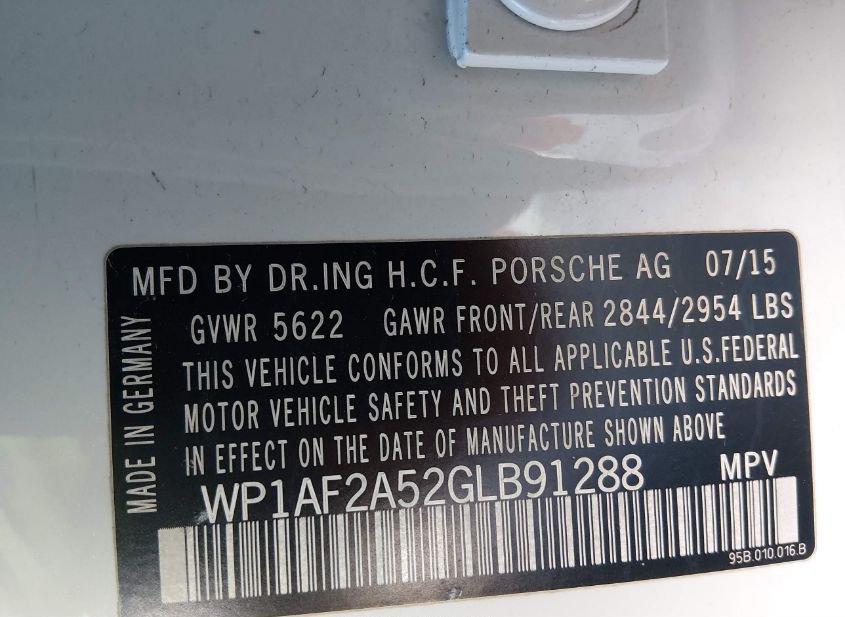 MFD BY DR.ING H.C.F. PORSCHE AG 07/15
GVWR 5622 GAWR FRONT/REAR 2844/2954 LBS
THIS VEHICLE CONFORMS TO ALL APPLICABLE U.S.FEDERAL
MOTOR VEHICLE SAFETY AND THEFT PREVENTION STANDARDS
IN EFFECT ON THE DATE OF MANUFACTURE SHOWN ABOVE
WP1AF2A52GLB91288 MPV
95B.010.016.B
MADE IN GERMANY